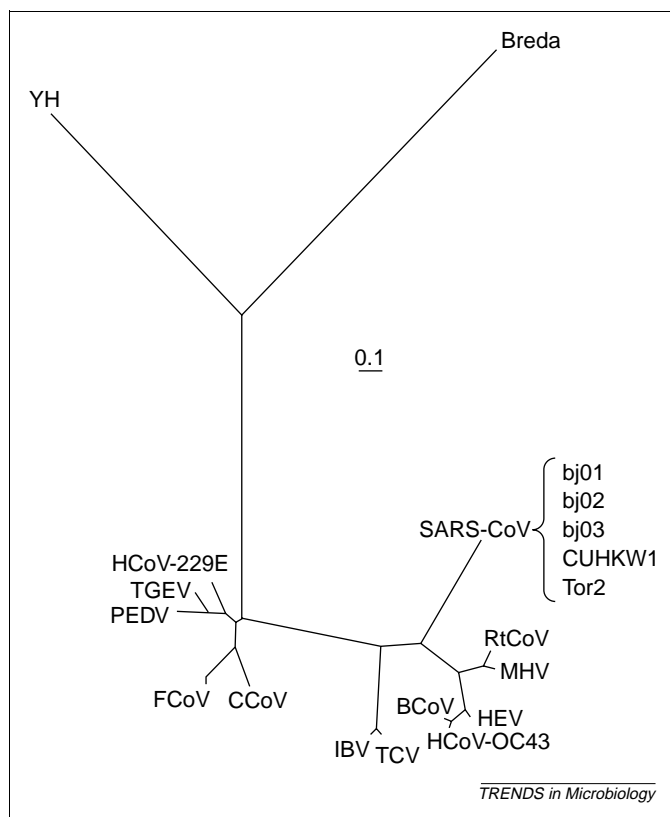 Breda
YH
0.1
SARS-CoV
bj01
bj02
bj03
CUHKW1
Tor2
HCoV-229E
TGEV
PEDV
FCoV
CCoV
RtCoV
MHV
BCoV
HEV
HCoV-OC43
IBV
TCV
TRENDS in Microbiology